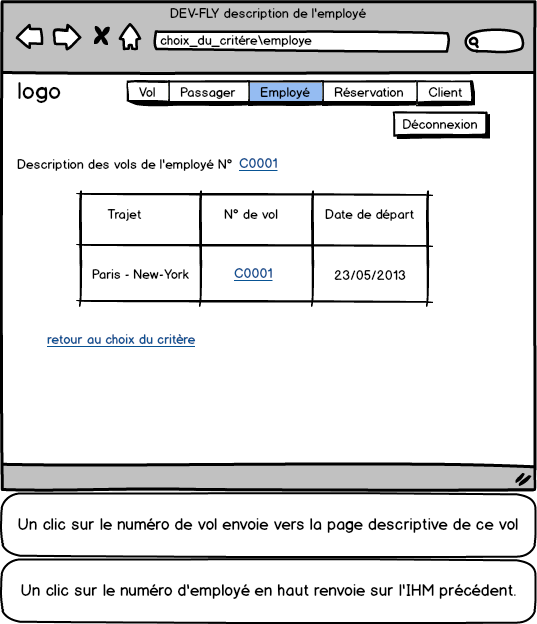 DEV-FLY description de l'employé
choix_du_critére\employe
logo
Vol Passager Employé Réservation Client
Déconnexion
Description des vols de l'employé N° C0001
Trajet N° de vol Date de départ
Paris - New-York C0001 23/05/2013
retour au choix du critère
Un clic sur le numéro de vol envoie vers la page descriptive de ce vol
Un clic sur le numéro d'employé en haut renvoie sur l'IHM précédent.